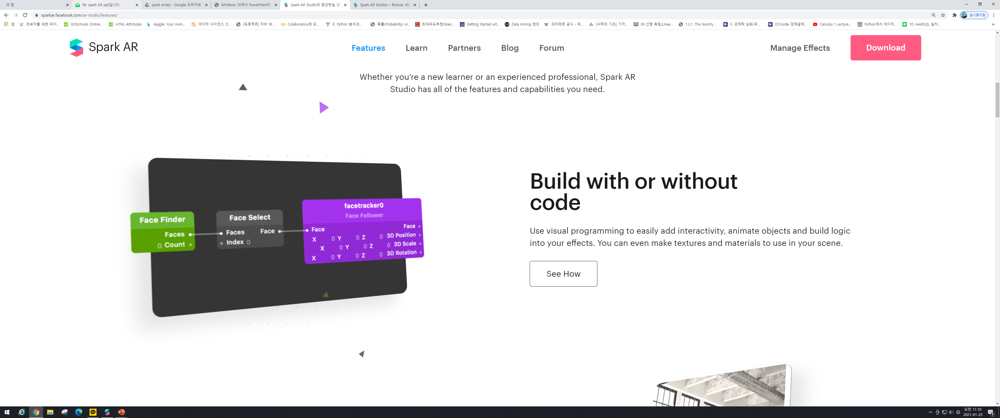 새 탭
Re: spark AR ppt입니다
spark ar.key - Google 드라이브
Windows 10에서 PowerPoint에서
Spark AR Studio의 증강현실
Spark AR Studios – Browse, disc
sparkar.facebook.com/ar-studio/features/
일시중지됨
앱
초보자를 위한 파이...
W3Schools Online...
HTML Attributes
Kaggle: Your Hom...
데이터 사이언스 스...
[프로젝트] 자바 네...
Colaboratory에 오...
R, Python 분석과...
확률(Probability) vs...
최대우도추정(Maxi...
Getting Started wit...
Data mining 정의
크라메르 공식 - 위...
[수학의 기초] 기저...
09 선형 독립(Linea...
1.3.1. The NumPy...
II. 경제학 심화(국...
DCinside 경제갤에...
Calculus 1 Lecture...
Python에서 데이터...
10. HeidiSQL 설치...
Spark AR
Features
Learn
Partners
Blog
Forum
Manage Effects
Download
Whether you’re a new learner or an experienced professional, Spark AR
Studio has all of the features and capabilities you need.
Face Finder
Faces
0 Count
Face Select
Faces Face
Index 0
facetracker0
Face Follower
Face Face
X 0 Y 0 Z 0 3D Position
X 0 Y 0 Z 0 3D Scale
X 0 Y 0 Z 0 3D Rotation
Build with or without
code
Use visual programming to easily add interactivity, animate objects and build logic
into your effects. You can even make textures and materials to use in your scene.
See How
오전 11:10
2021-01-25